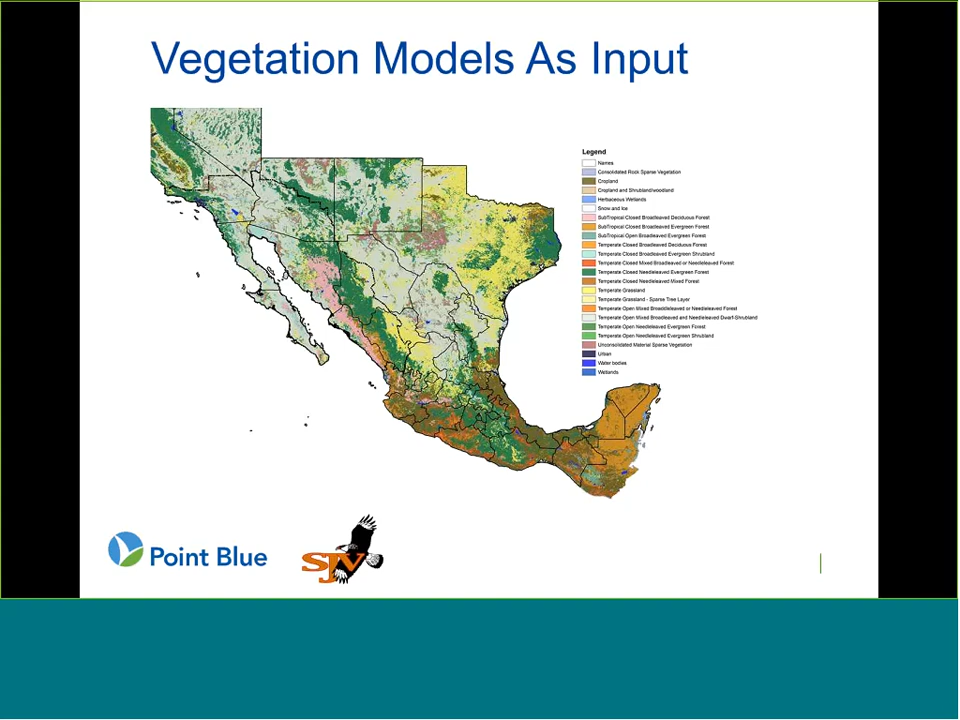 Vegetation Models As Input
Legend
Names
Consolidated Rock Sparse Vegetation
Cropland
Cropland and Shrubland/woodland
Herbaceous Wetlands
Snow and Ice
SubTropical Closed Broadleaved Deciduous Forest
SubTropical Closed Broadleaved Evergreen Forest
SubTropical Open Broadleaved Evergreen Forest
Temperate Closed Broadleaved Deciduous Forest
Temperate Closed Broadleaved Evergreen Shrubland
Temperate Closed Mixed Broadleaved or Needleleaved Forest
Temperate Closed Needleleaved Evergreen Forest
Temperate Closed Needleleaved Mixed Forest
Temperate Grassland
Temperate Grassland - Sparse Tree Layer
Temperate Open Mixed Broaddleaved or Needleleaved Forest
Temperate Open Mixed Broadleaved and Needleleaved Dwarf-Shrubland
Temperate Open Needleleaved Evergreen Forest
Temperate Open Needleleaved Evergreen Shrubland
Unconsolidated Material Sparse Vegetation
Urban
Water bodies
Wetlands
Point Blue
SJV